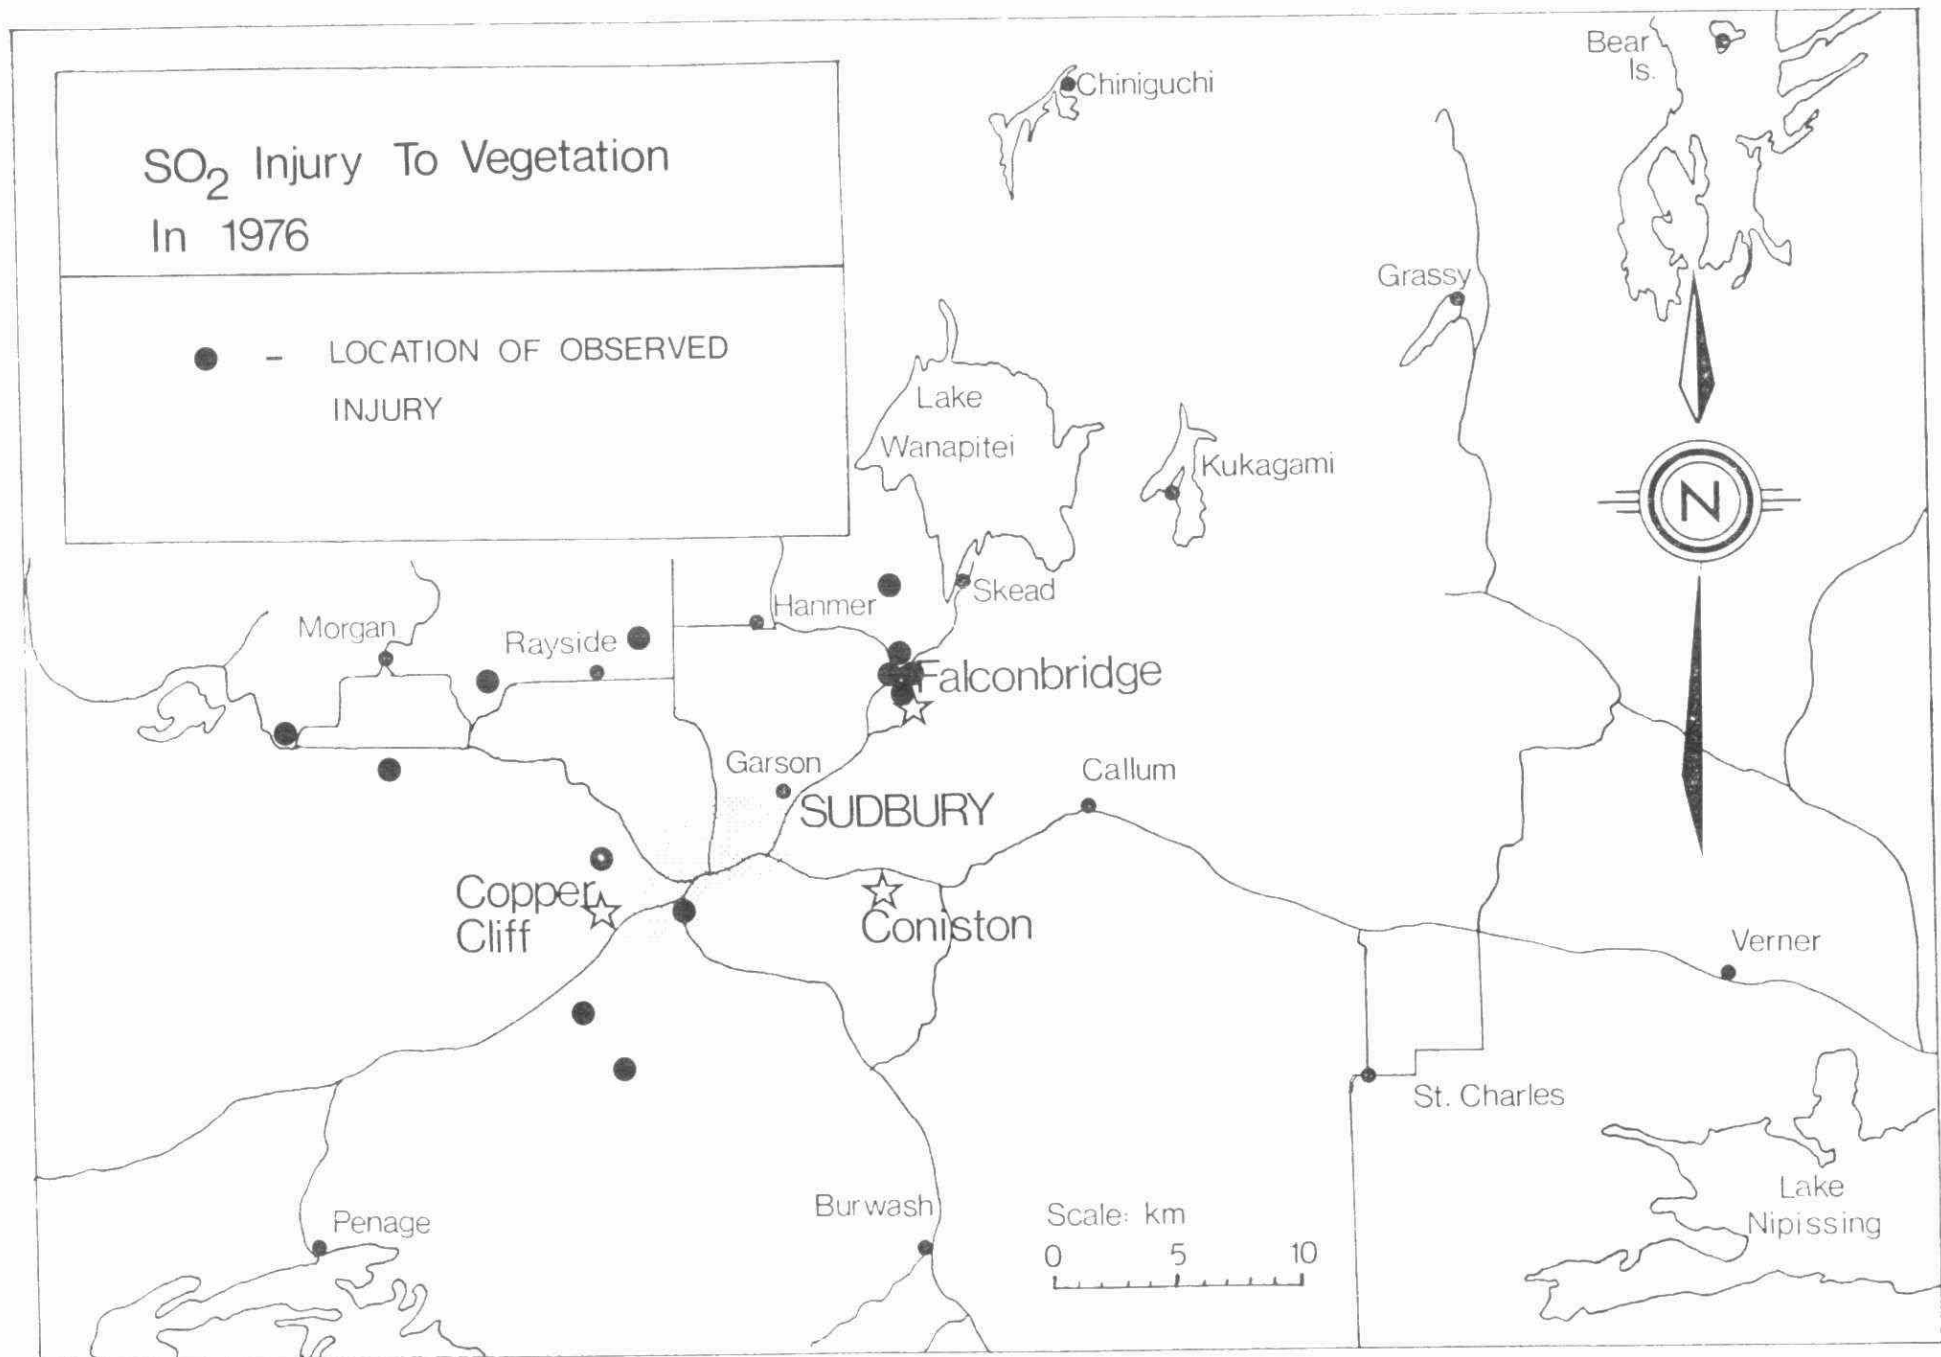 SO2 Injury To Vegetation
In 1976
- LOCATION OF OBSERVED
INJURY
Bear
Is.
Chiniguchi
Grassy
Lake
Wanapitei
Kukagami
N
Skead
Hanmer
Morgan
Rayside
Falconbridge
Garson
Callum
SUDBURY
Copper
Cliff
Coniston
Verner
St. Charles
Lake
Nipissing
Burwash
Penage
Scale: km
0 5 10